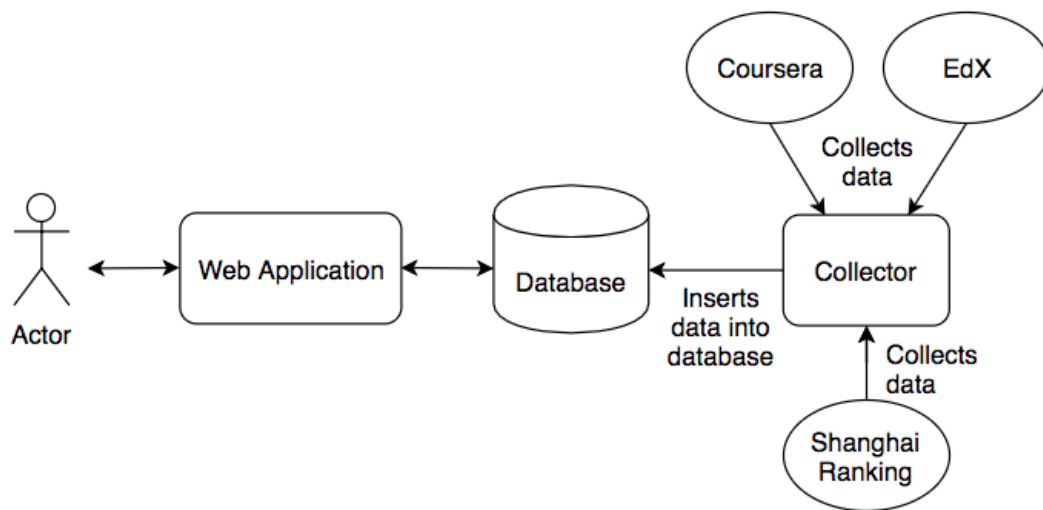 Coursera
EdX
Collects
data
Web Application
Database
Collector
Actor
Inserts
data into
database
Collects
data
Shanghai
Ranking